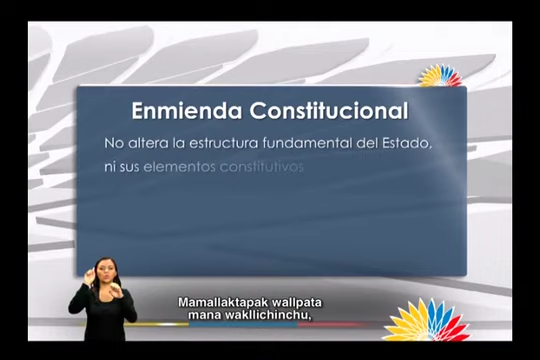 Enmienda Constitucional
No altera la estructura fundamental del Estado,
ni sus elementos constitutivos
Mamallaktapak wallpata
mana wakllichinchu,